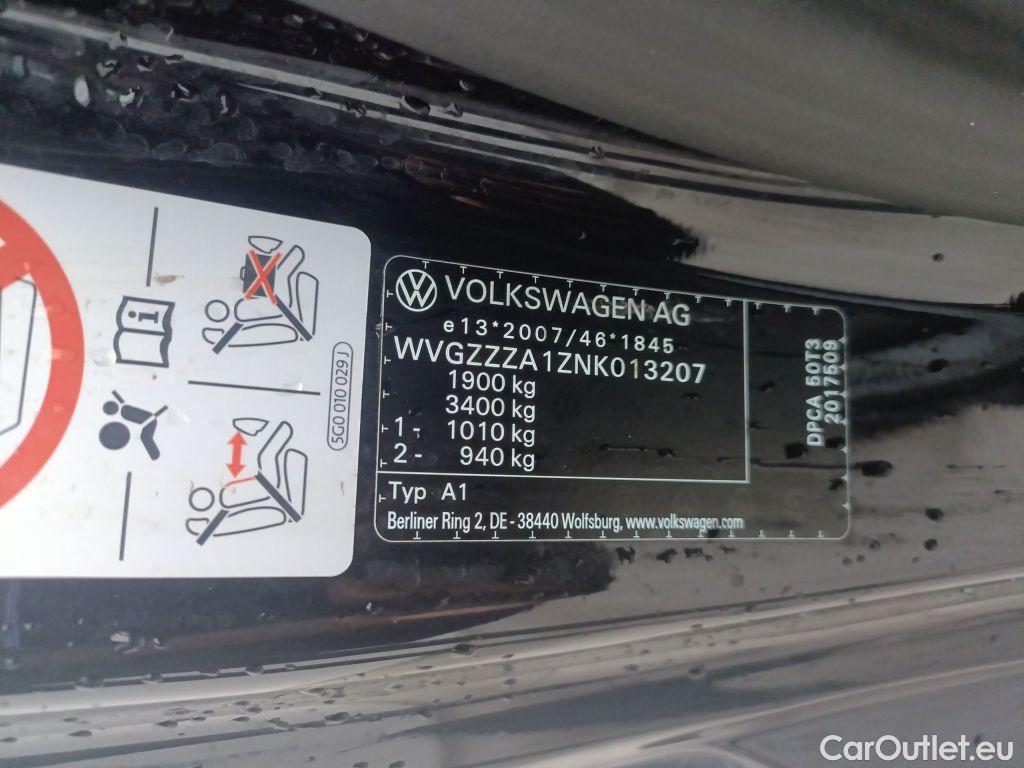 VOLKSWAGEN AG
e13*2007/46*1845
WVGZZZA1ZNK013207
1900 kg
3400 kg
1- 1010 kg
2- 940 kg
Typ A1
Berliner Ring 2, DE - 38440 Wolfsburg, www.volkswagen.com
DPCA 50T3
2017509
5G0 010 029 J
CarOutlet.eu